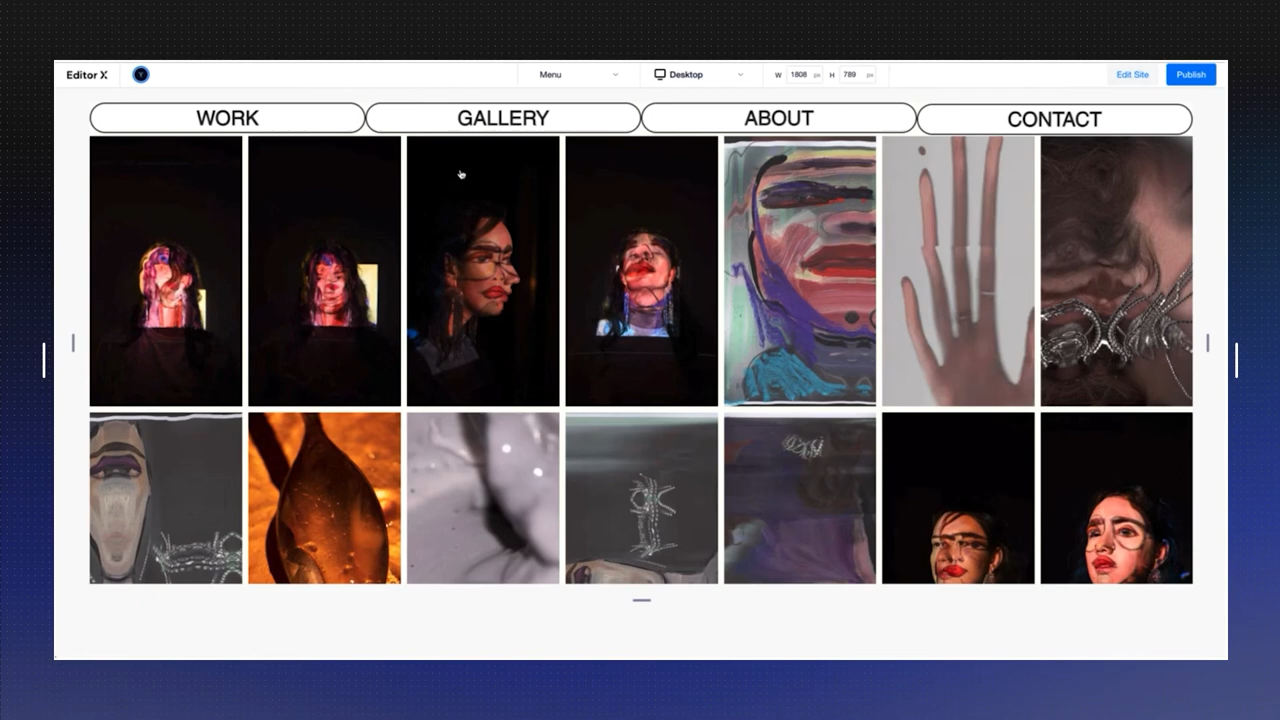 Editor X Y Menu Desktop W 1808 px H 789 px Edit Site Publish
WORK GALLERY ABOUT CONTACT